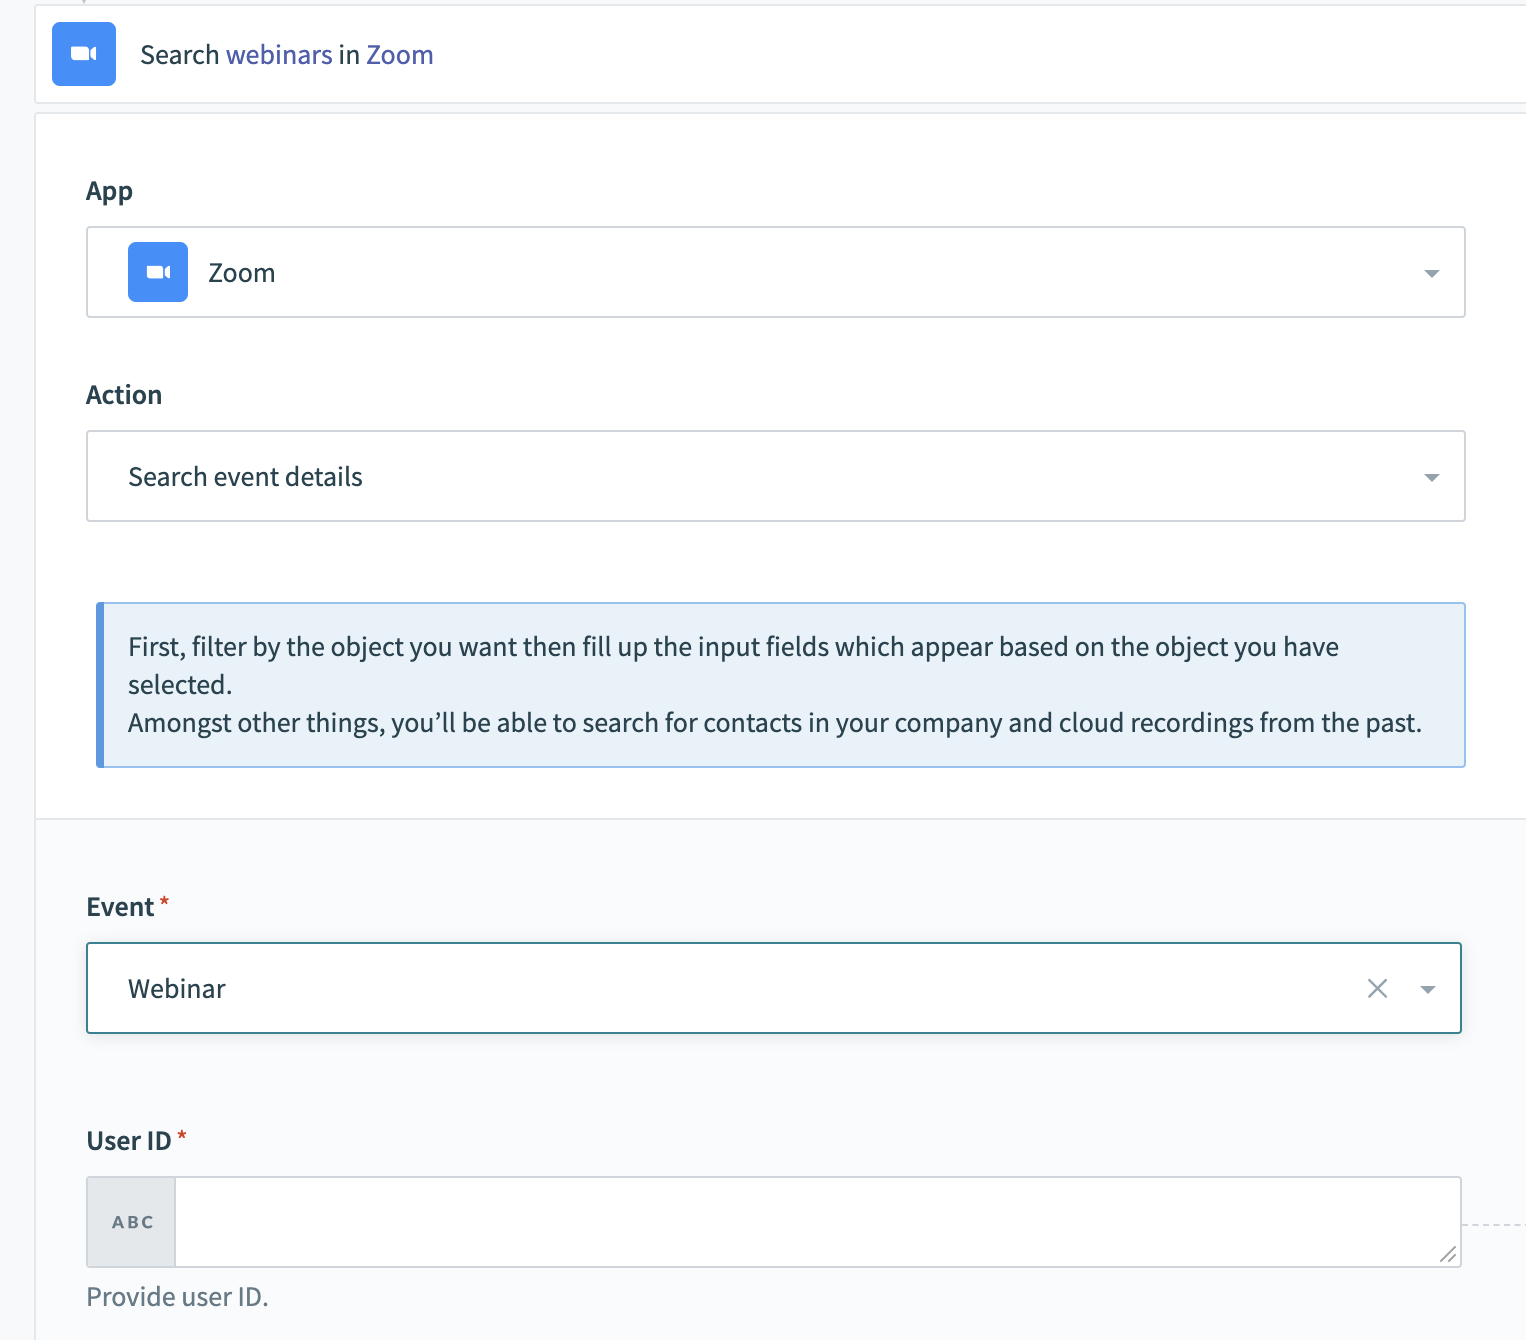 Search webinars in Zoom
App
Zoom
Action
Search event details
First, filter by the object you want then fill up the input fields which appear based on the object you have
selected.
Amongst other things, you’ll be able to search for contacts in your company and cloud recordings from the past.
Event *
Webinar
User ID *
ABC
Provide user ID.